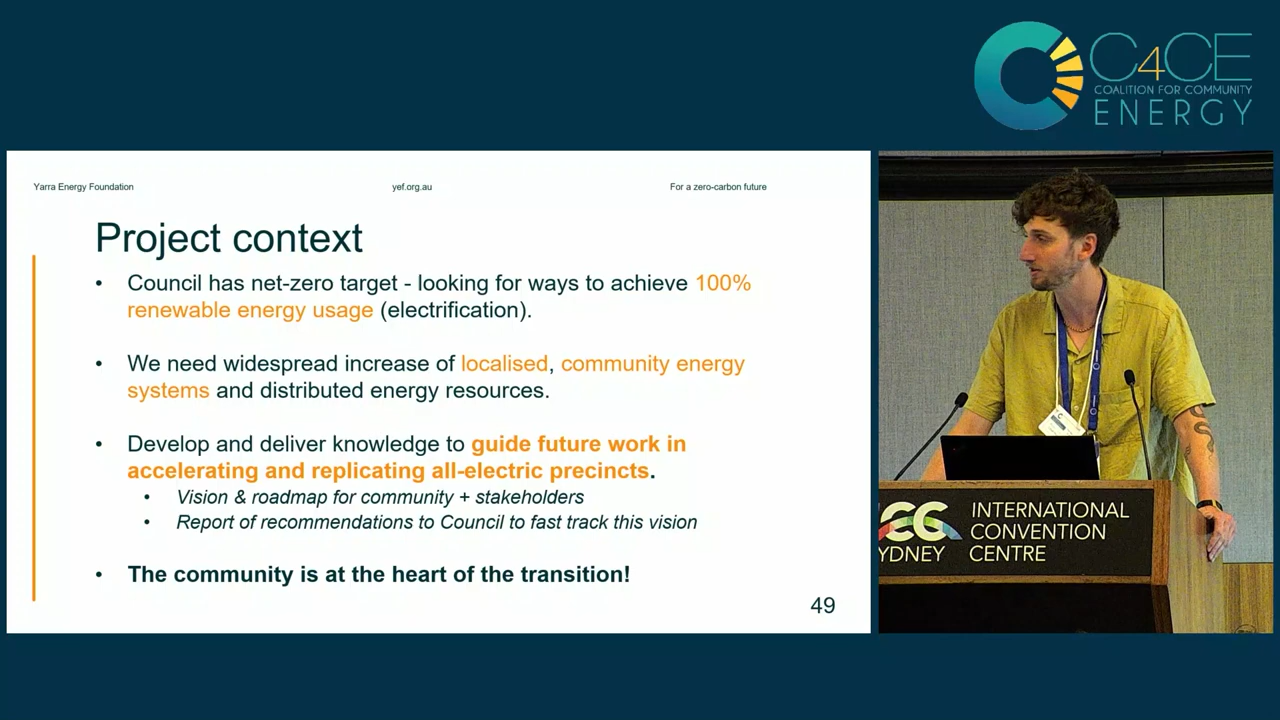 C4CE
COALITION FOR COMMUNITY
ENERGY
Yarra Energy Foundation
yef.org.au
For a zero-carbon future
Project context
• Council has net-zero target - looking for ways to achieve 100%
renewable energy usage (electrification).
• We need widespread increase of localised, community energy
systems and distributed energy resources.
• Develop and deliver knowledge to guide future work in
accelerating and replicating all-electric precincts.
• Vision & roadmap for community + stakeholders
• Report of recommendations to Council to fast track this vision
• The community is at the heart of the transition!
49
ICC
YDNEY
INTERNATIONAL
CONVENTION
CENTRE